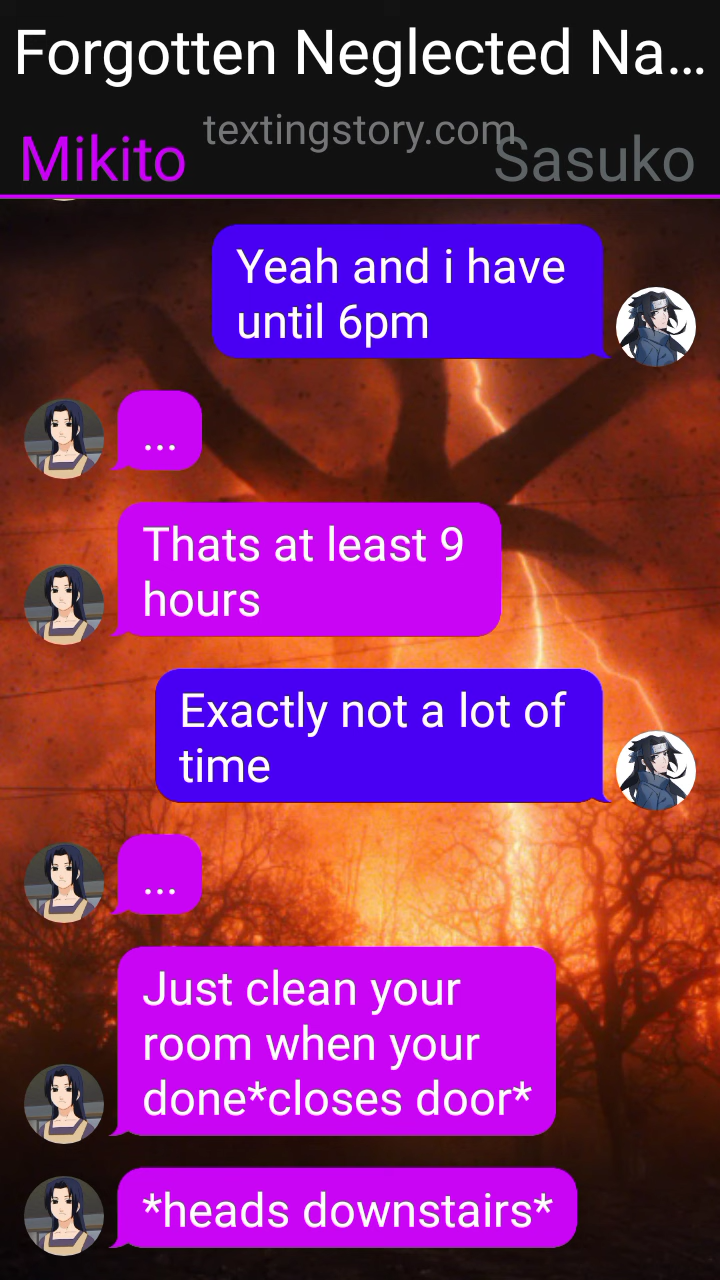 Forgotten Neglected Na...
textingstory.com
Mikito
Sasuko
Yeah and i have
until 6pm
...
Thats at least 9
hours
Exactly not a lot of
time
...
Just clean your
room when your
done*closes door*
*heads downstairs*